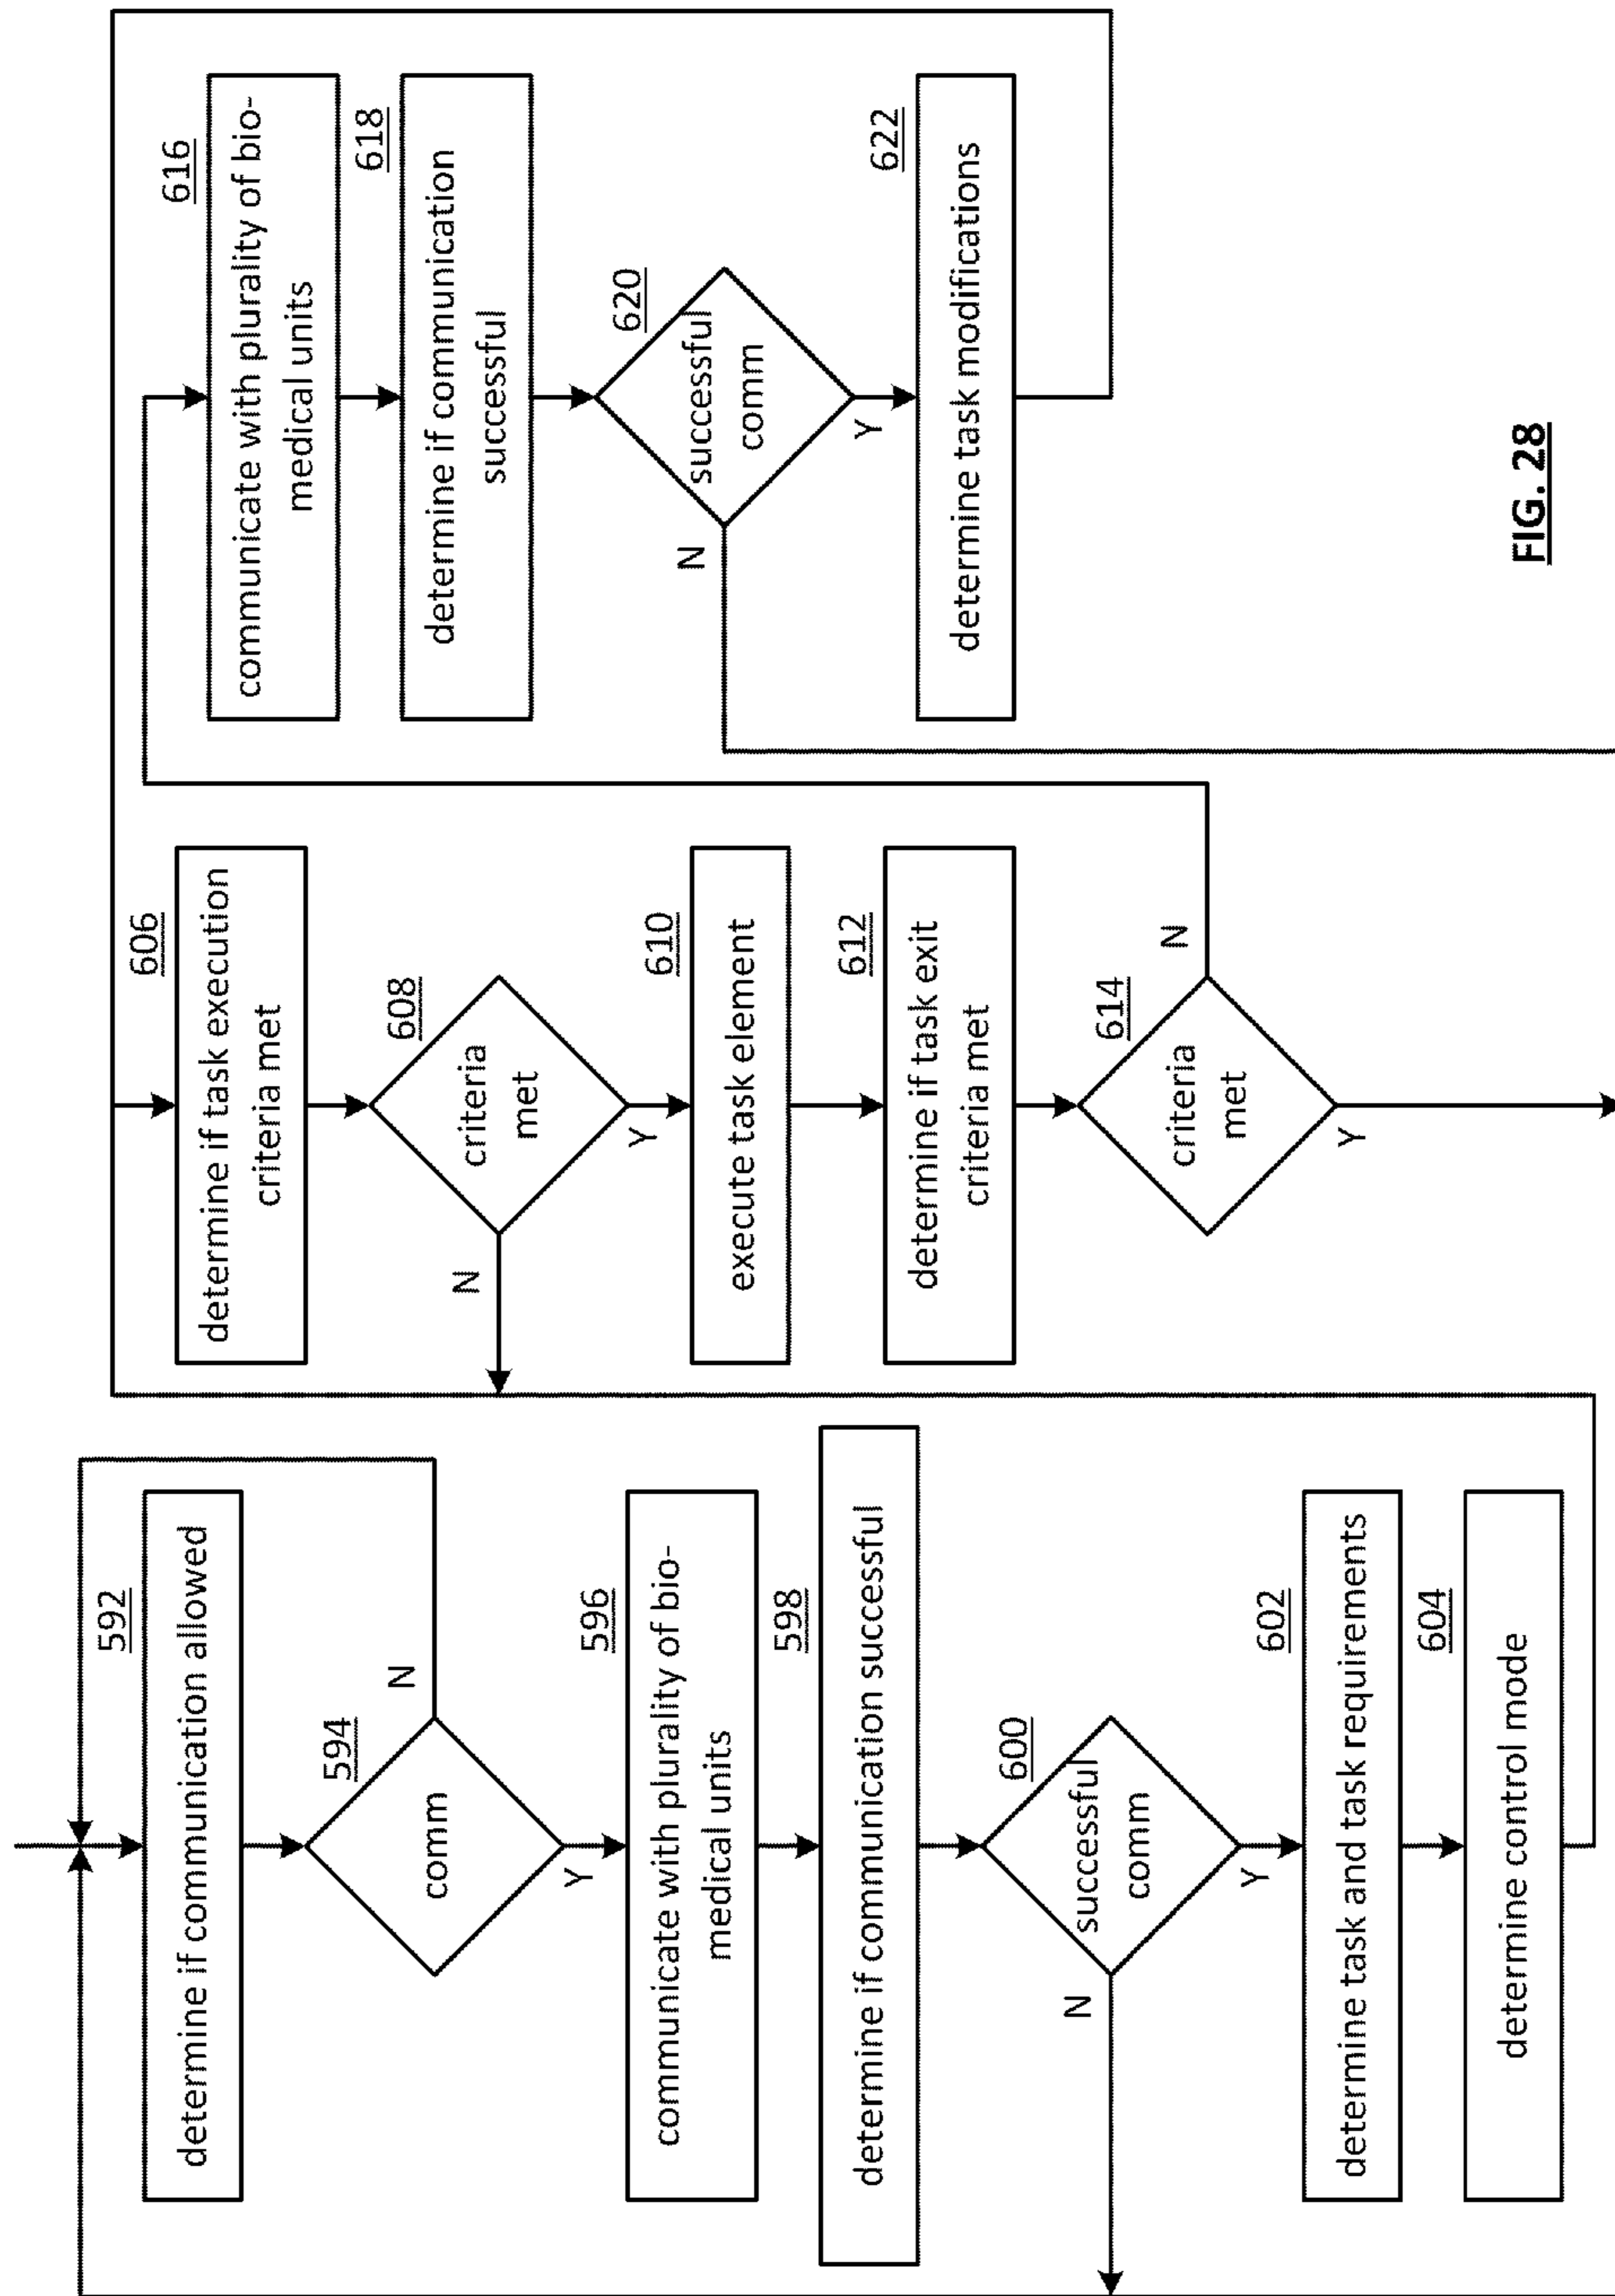 592
determine if communication allowed
594
comm
N
Y
596
communicate with plurality of bio-
medical units
598
determine if communication successful
600
successful
comm
N
Y
602
determine task and task requirements
604
determine control mode
606
determine if task execution
criteria met
608
criteria
met
N
Y
610
execute task element
612
determine if task exit
criteria met
614
criteria
met
N
Y
616
communicate with plurality of bio-
medical units
618
determine if communication
successful
620
successful
comm
N
Y
622
determine task modifications
FIG. 28